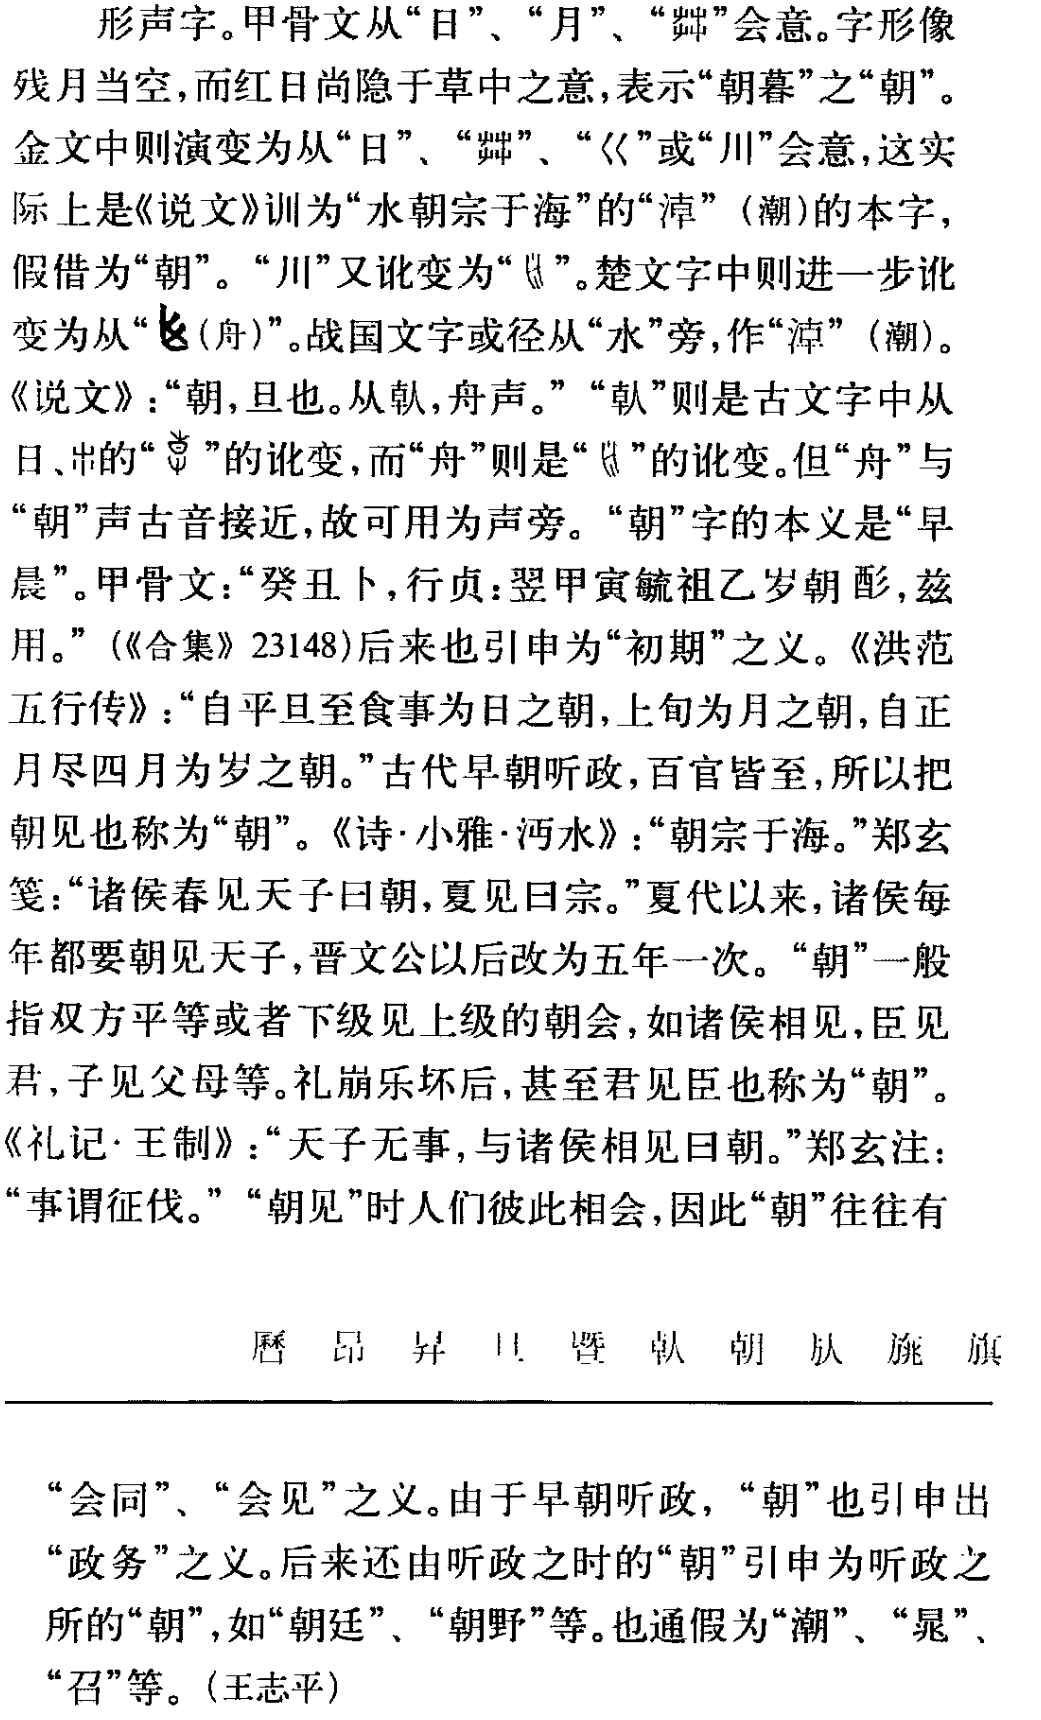 形声字。甲骨文从“日”、“月”、“茻”会意。字形像
残月当空，而红日尚隐于草中之意，表示“朝暮”之“朝”。
金文中则演变为从“日”、“茻”、“巜”或“川”会意，这实
际上是《说文》训为“水朝宗于海”的“淖”（潮）的本字，
假借为“朝”。“川”又讹变为“”。楚文字中则进一步讹
变为从“（舟）”。战国文字或径从“水”旁，作“淖”（潮）。
《说文》：“朝，旦也。从倝，舟声。”“倝”则是古文字中从
日、的“”的讹变，而“舟”则是“”的讹变。但“舟”与
“朝”声古音接近，故可用为声旁。“朝”字的本义是“早
晨”。甲骨文：“癸丑卜，行贞：翌甲寅毓祖乙岁朝酌，兹
用。”（《合集》23148）后来也引申为“初期”之义。《洪范
五行传》：“自平旦至食事为日之朝，上旬为月之朝，自正
月尽四月为岁之朝。”古代早朝听政，百官皆至，所以把
朝见也称为“朝”。《诗·小雅·沔水》：“朝宗于海。”郑玄
笺：“诸侯春见天子曰朝，夏见曰宗。”夏代以来，诸侯每
年都要朝见天子，晋文公以后改为五年一次。“朝”一般
指双方平等或者下级见上级的朝会，如诸侯相见，臣见
君，子见父母等。礼崩乐坏后，甚至君见臣也称为“朝”。
《礼记·王制》：“天子无事，与诸侯相见曰朝。”郑玄注：
“事谓征伐。”“朝见”时人们彼此相会，因此“朝”往往有
曆 昂 昇 暨 倝 朝 㫃 旐 旗
“会同”、“会见”之义。由于早朝听政，“朝”也引申出
“政务”之义。后来还由听政之时的“朝”引申为听政之
所的“朝”，如“朝廷”、“朝野”等。也通假为“潮”、“晁”、
“召”等。（王志平）